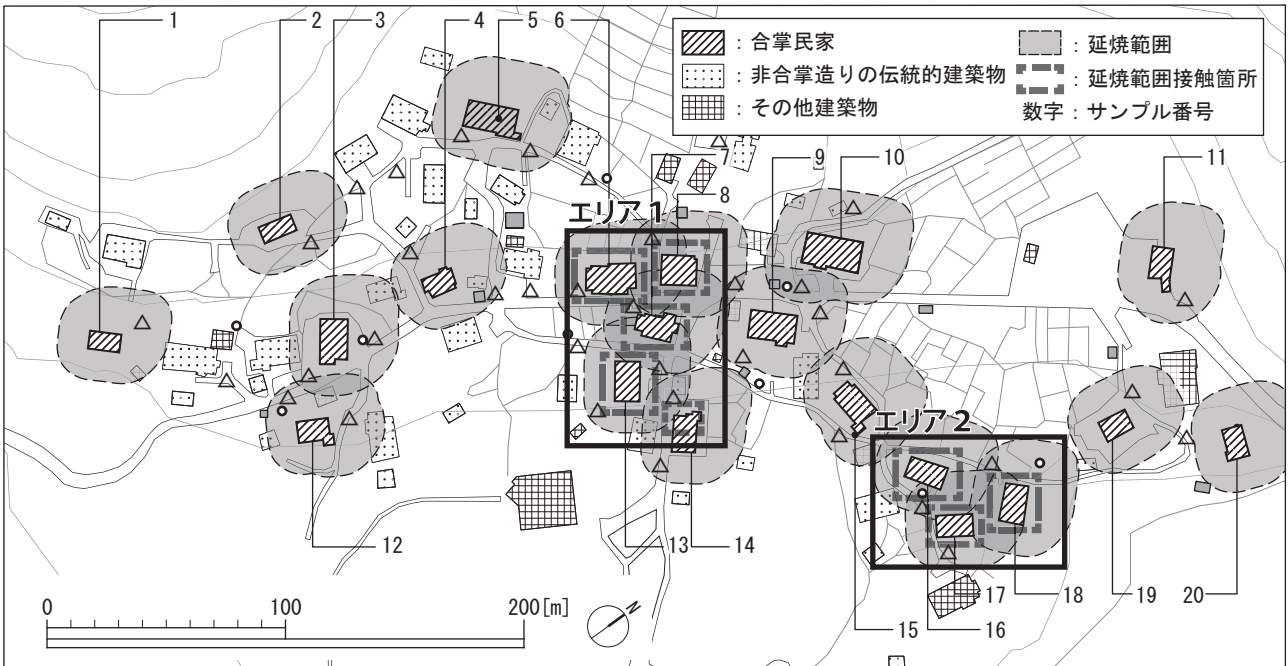 1 2 3 4 5 6
：合掌民家 ：延焼範囲
：非合掌造りの伝統的建築物 ：延焼範囲接触箇所
：その他建築物 数字：サンプル番号
7 9 10 11
8
エリア 1
エリア 2
12 13 14 17 18 19 20
16
15
0 100 200[m]
N